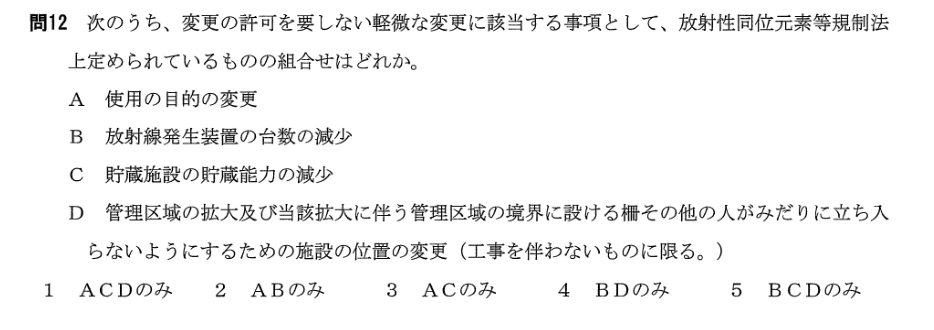 問12　次のうち、変更の許可を要しない軽微な変更に該当する事項として、放射性同位元素等規制法
上定められているものの組合せはどれか。
A　使用の目的の変更
B　放射線発生装置の台数の減少
C　貯蔵施設の貯蔵能力の減少
D　管理区域の拡大及び当該拡大に伴う管理区域の境界に設ける柵その他の人がみだりに立ち入
らないようにするための施設の位置の変更（工事を伴わないものに限る。）
1　ACDのみ　　2　ABのみ　　3　ACのみ　　4　BDのみ　　5　BCDのみ